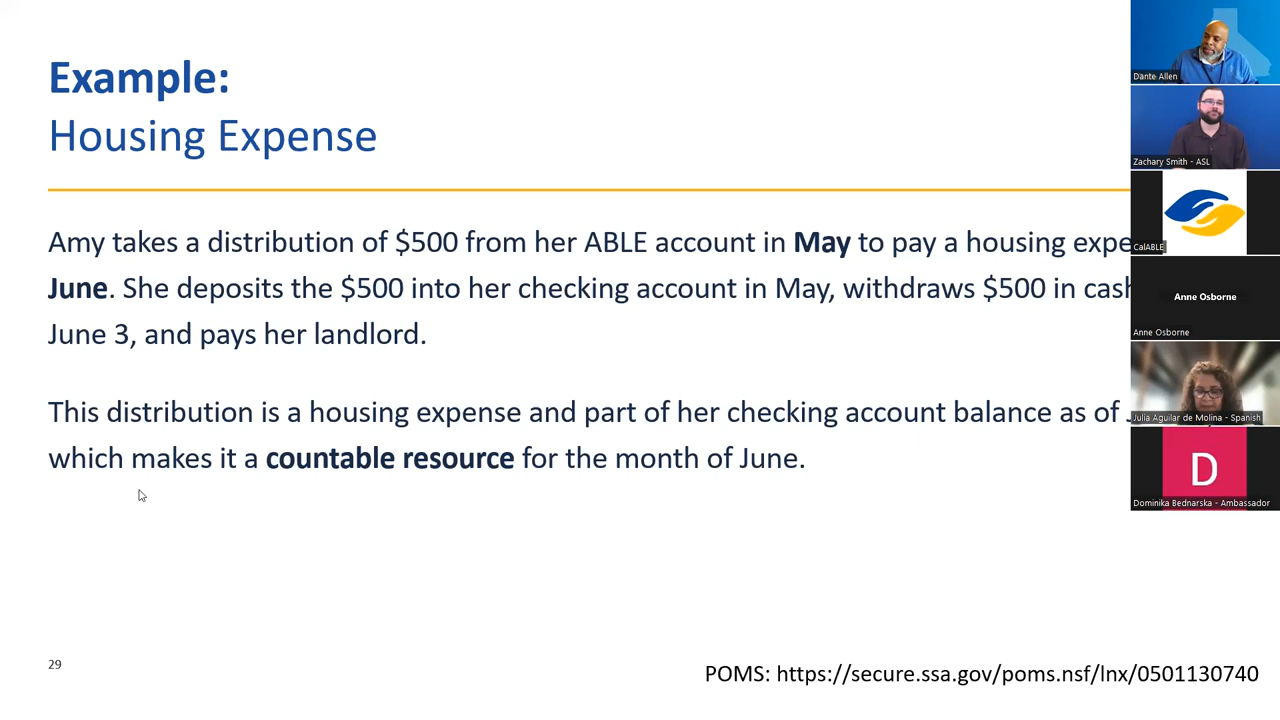 Example:
Housing Expense
Amy takes a distribution of $500 from her ABLE account in May to pay a housing
June. She deposits the $500 into her checking account in May, withdraws $500 in cash
June 3, and pays her landlord.
This distribution is a housing expense and part of her checking account balance as of
which makes it a countable resource for the month of June.
29
POMS: https://secure.ssa.gov/poms.nsf/lnx/0501130740
Dante Allen
Zachary Smith - ASL
CalABLE
Anne Osborne
Anne Osborne
Julia Aguilar de Molina - Spanish
D
Dominika Bednarska - Ambassador